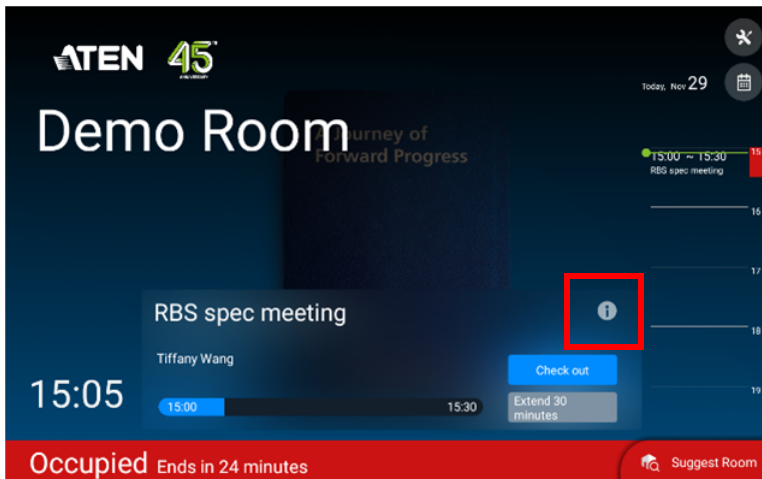 ATEN 45
ANNIVERSARY
Today, Nov 29
Demo Room
A Journey of
Forward Progress
15:00 ~ 15:30
RBS spec meeting
15
16
17
18
19
RBS spec meeting
Tiffany Wang
Check out
15:05
15:00
15:30
Extend 30
minutes
Occupied Ends in 24 minutes
Suggest Room